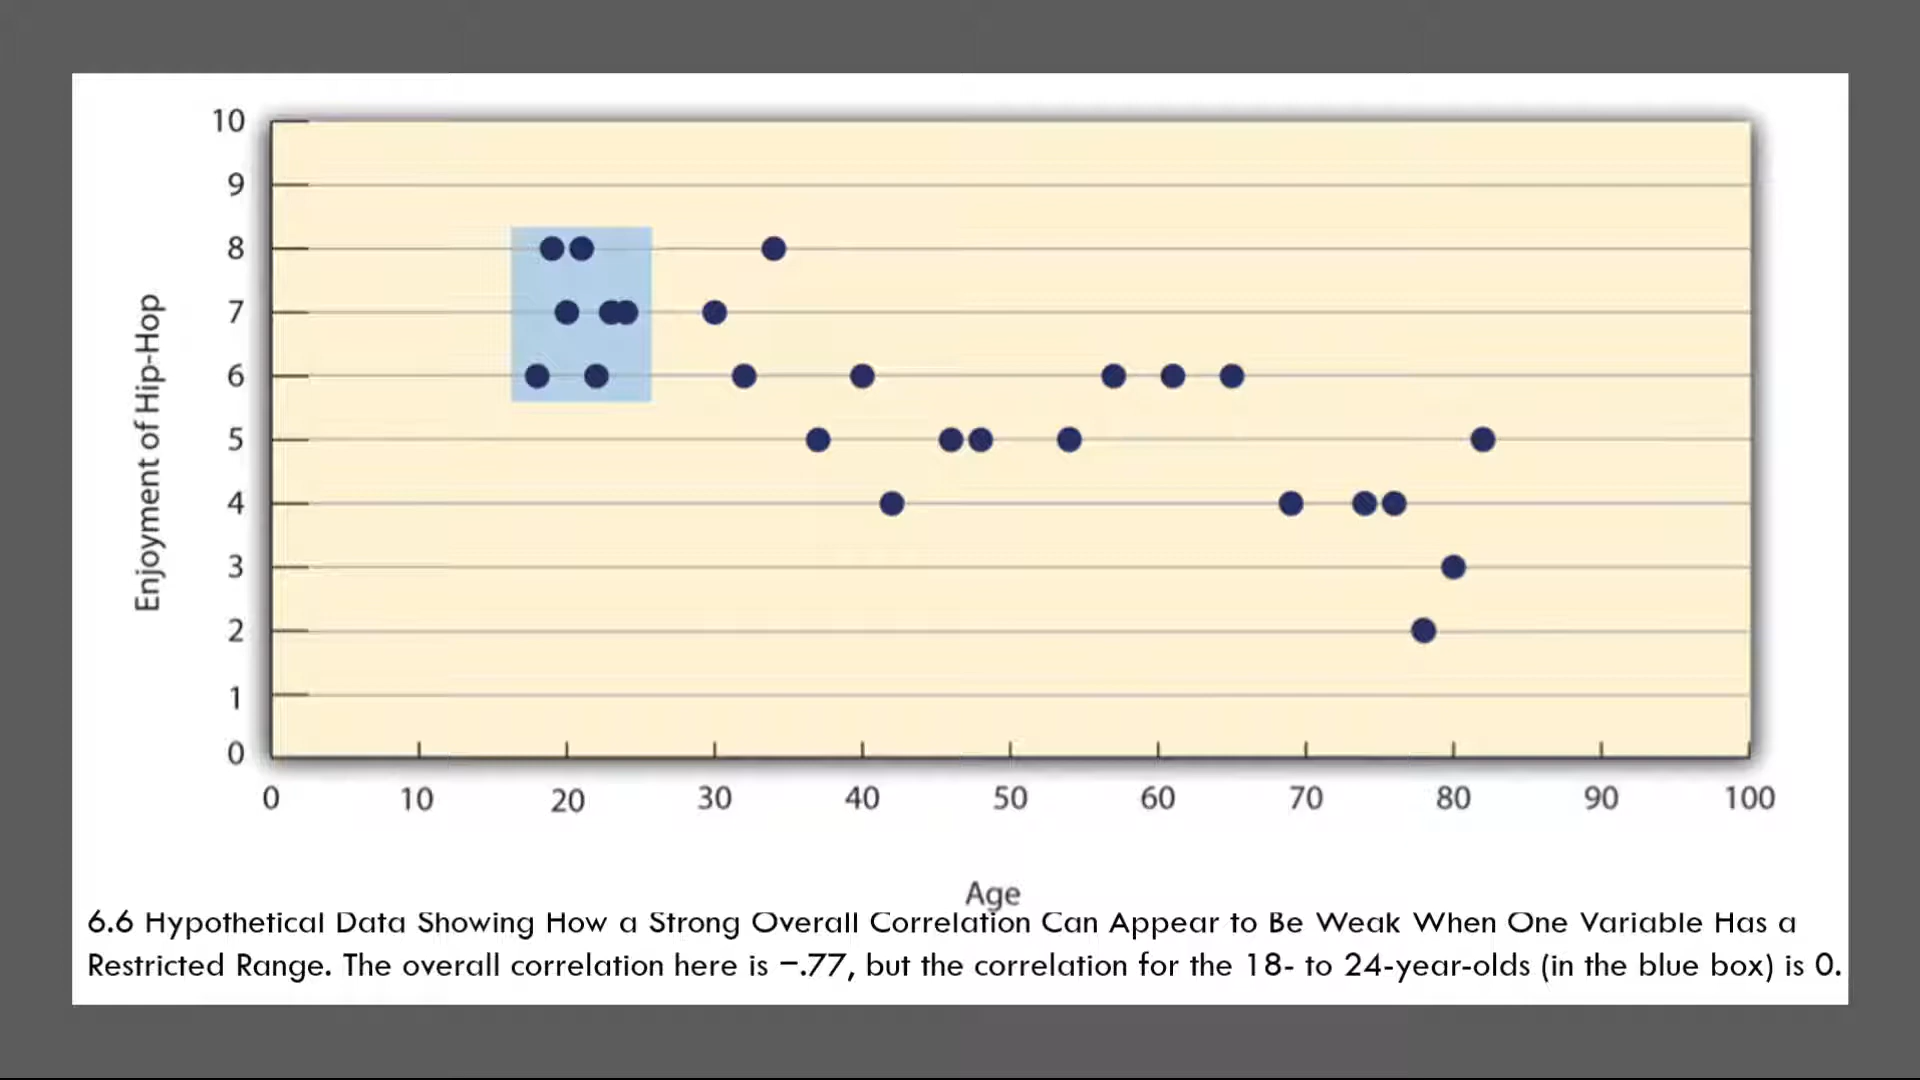 10
9
8
7
6
5
4
3
2
1
0
Enjoyment of Hip-Hop
0 10 20 30 40 50 60 70 80 90 100
Age
6.6 Hypothetical Data Showing How a Strong Overall Correlation Can Appear to Be Weak When One Variable Has a
Restricted Range. The overall correlation here is −.77, but the correlation for the 18- to 24-year-olds (in the blue box) is 0.